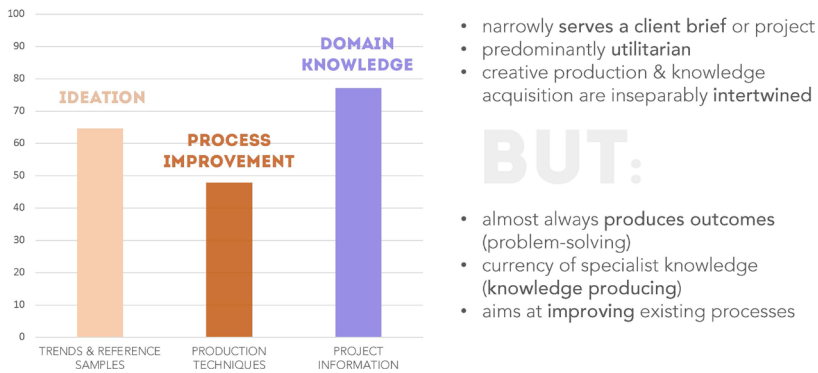 100
90
80
70
60
50
40
30
20
10
0
IDEATION
PROCESS
IMPROVEMENT
DOMAIN
KNOWLEDGE
TRENDS & REFERENCE
SAMPLES
PRODUCTION
TECHNIQUES
PROJECT
INFORMATION
• narrowly serves a client brief or project
• predominantly utilitarian
• creative production & knowledge
acquisition are inseparably intertwined
BUT:
• almost always produces outcomes
(problem-solving)
• currency of specialist knowledge
(knowledge producing)
• aims at improving existing processes